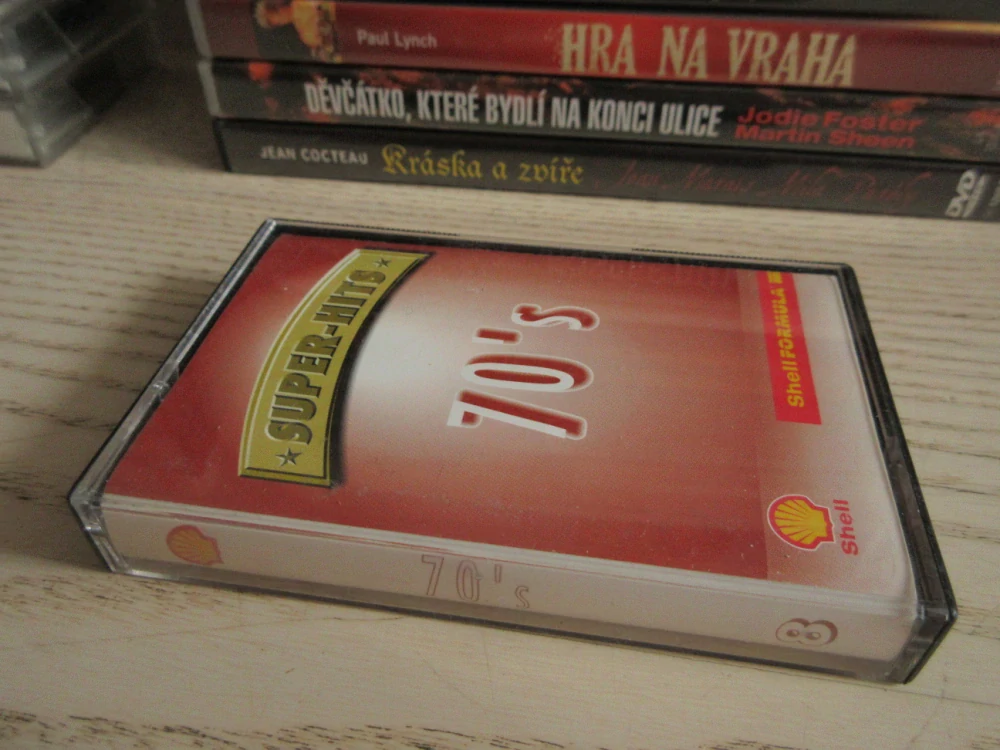 Paul Lynch HRA NA VRAHA
DĚVČÁTKO, KTERÉ BYDLÍ NA KONCI ULICE Jodie Foster
Martin Sheen
JEAN COCTEAU Kráska a zvíře
DVD
SUPER-HITS
70's
Shell FORMULA
Shell
70's
8